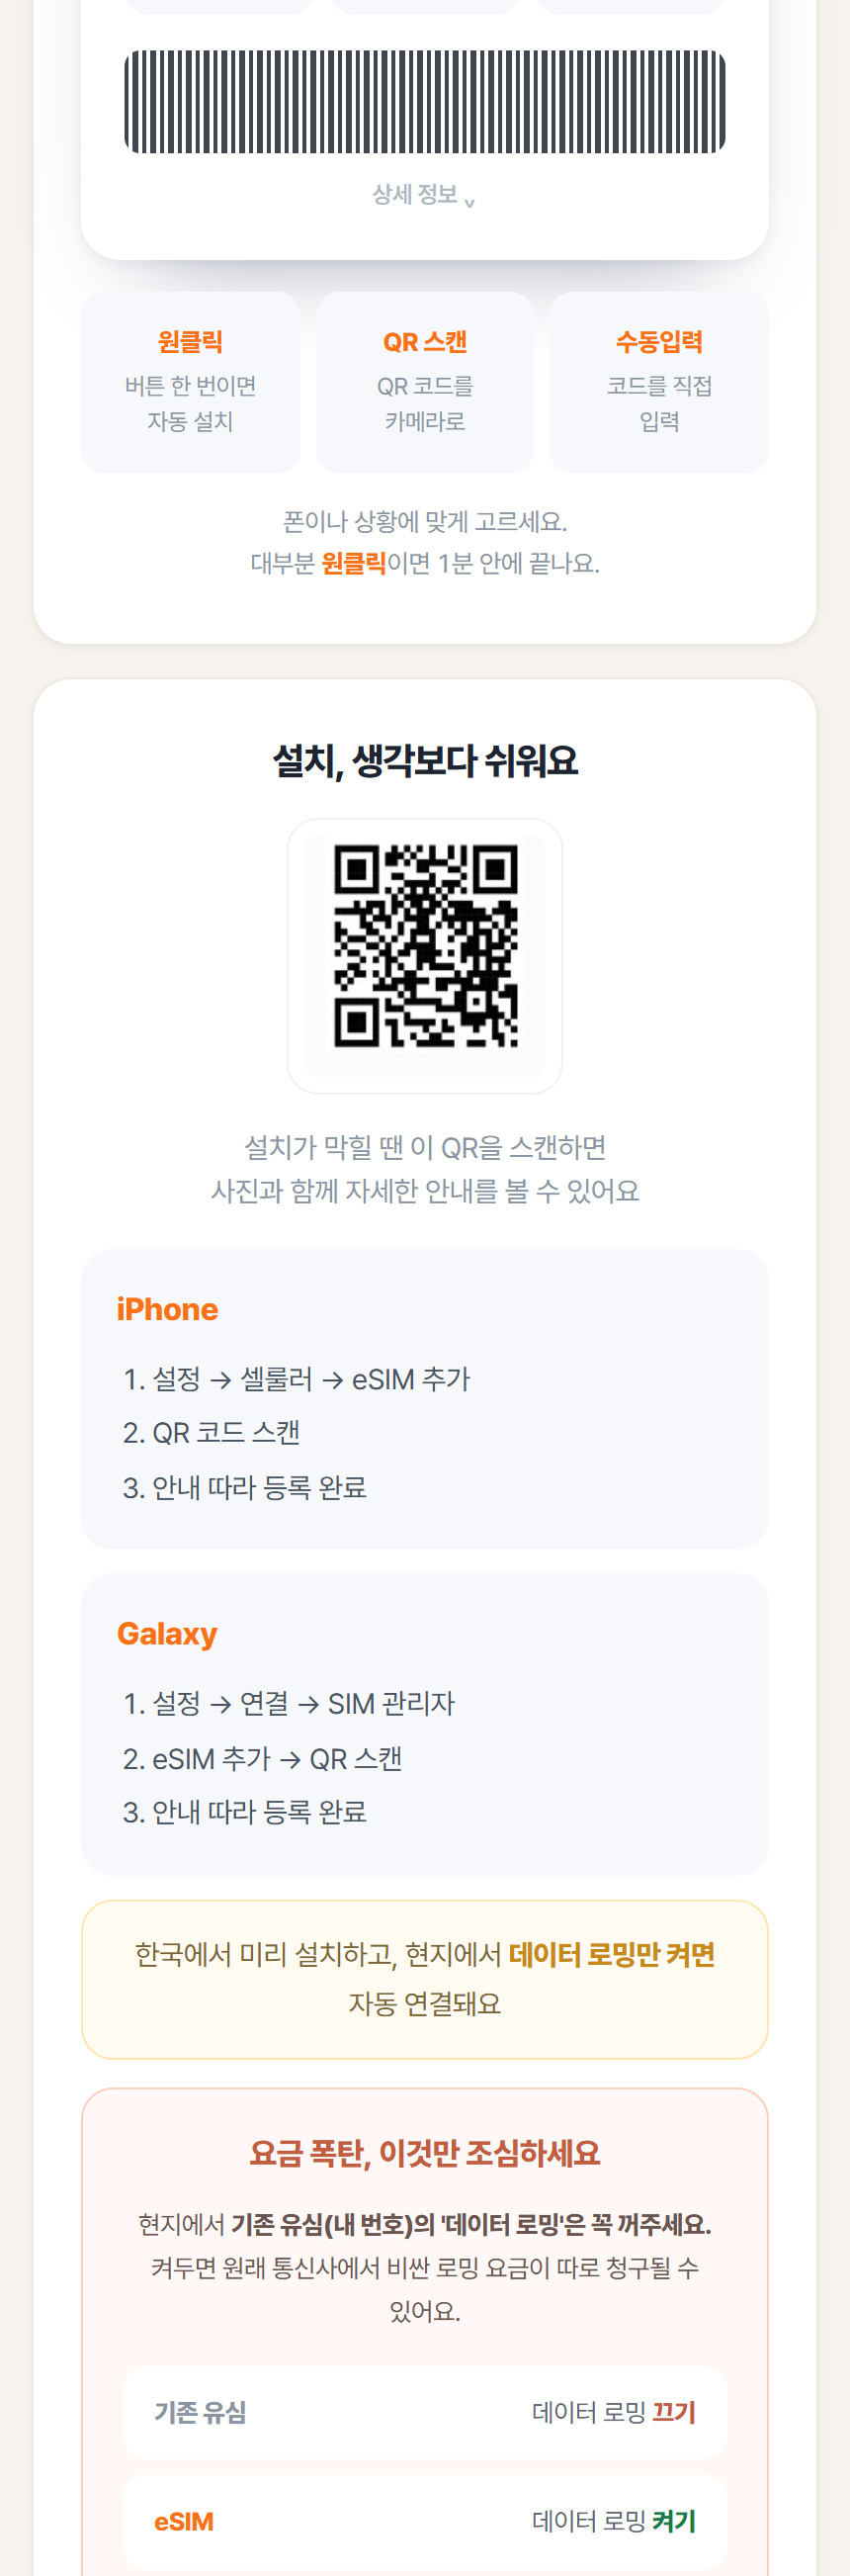 상세 정보
원클릭
버튼 한 번이면
자동 설치
QR 스캔
QR 코드를
카메라로
수동입력
코드를 직접
입력
폰이나 상황에 맞게 고르세요.
대부분 원클릭이면 1분 안에 끝나요.
설치, 생각보다 쉬워요
설치가 막힐 땐 이 QR을 스캔하면
사진과 함께 자세한 안내를 볼 수 있어요
iPhone
1. 설정 → 셀룰러 → eSIM 추가
2. QR 코드 스캔
3. 안내 따라 등록 완료
Galaxy
1. 설정 → 연결 → SIM 관리자
2. eSIM 추가 → QR 스캔
3. 안내 따라 등록 완료
한국에서 미리 설치하고, 현지에서 데이터 로밍만 켜면
자동 연결돼요
요금 폭탄, 이것만 조심하세요
현지에서 기존 유심(내 번호)의 '데이터 로밍'은 꼭 꺼주세요.
켜두면 원래 통신사에서 비싼 로밍 요금이 따로 청구될 수
있어요.
기존 유심 데이터 로밍 끄기
eSIM 데이터 로밍 켜기